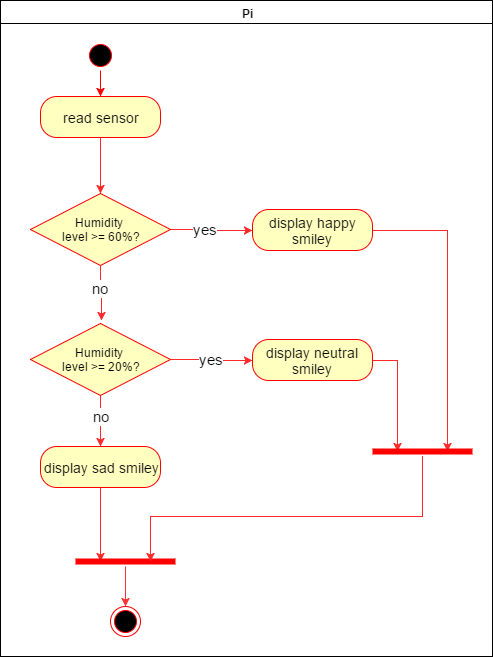 Pi
read sensor
Humidity
level >= 60%?
yes
display happy
smiley
no
Humidity
level >= 20%?
yes
display neutral
smiley
no
display sad smiley